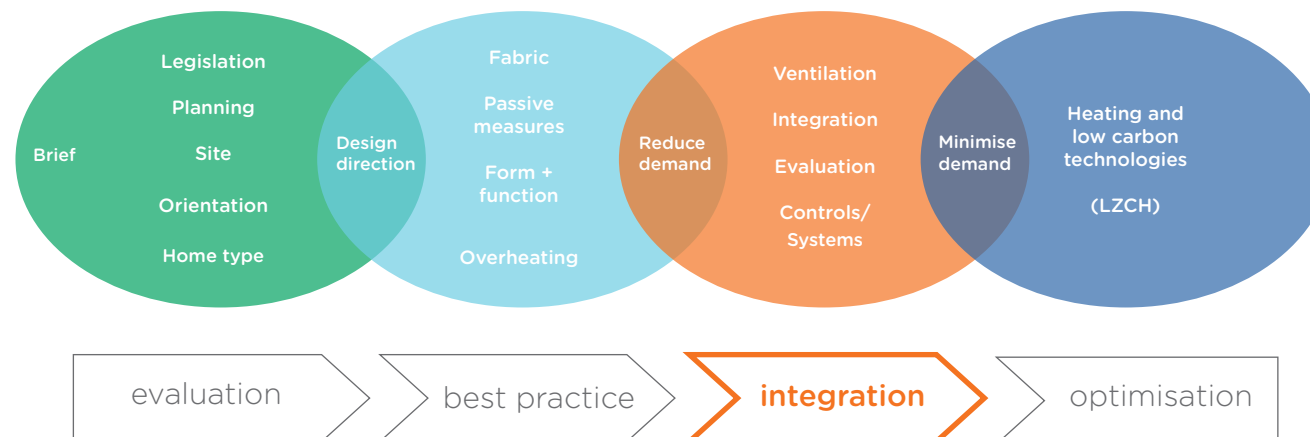 Brief
Legislation
Planning
Site
Orientation
Home type
Design
direction
Fabric
Passive
measures
Form +
function
Overheating
Reduce
demand
Ventilation
Integration
Evaluation
Controls/
Systems
Minimise
demand
Heating and
low carbon
technologies
(LZCH)
evaluation
best practice
integration
optimisation